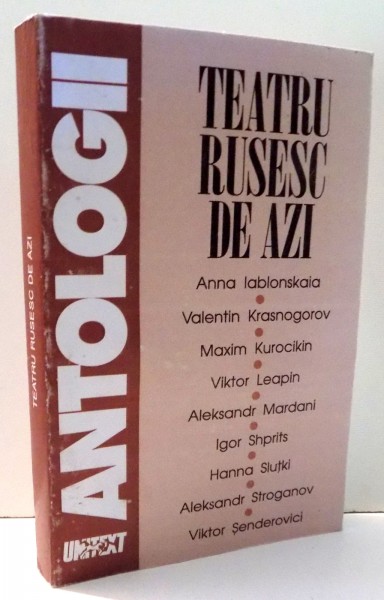 TEATRU RUSESC DE AZI
ANTOLOGII
UNITEXT
TEATRU
RUSESC
DE AZI
Anna Iablonskaia
Valentin Krasnogorov
Maxim Kurocikin
Viktor Leapin
Aleksandr Mardani
Igor Shprits
Hanna Sluțki
Aleksandr Stroganov
Viktor Șenderovici